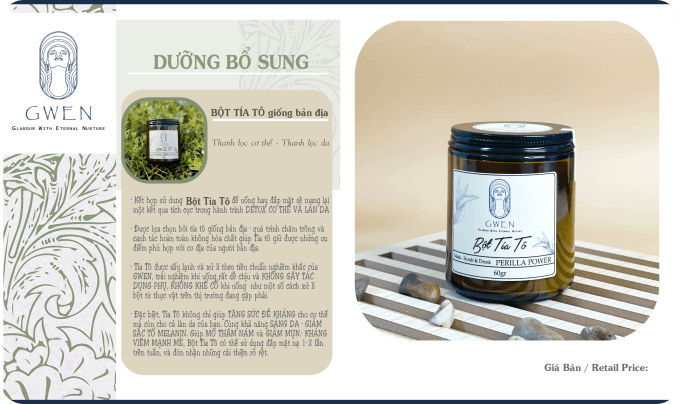 GWEN
GLAMOUR WITH ETERNAL NURTURE
DƯỠNG BỔ SUNG
BỘT TÍA TÔ giống bản địa
Thanh lọc cơ thể - Thanh lọc da
- Kết hợp sử dụng Bột Tía Tô để uống hay đắp mặt sẽ mang lại
một kết quả tích cực trong hành trình DETOX CƠ THỂ VÀ LÀN DA
- Được lựa chọn bởi tía tô giống bản địa - quá trình chăm trồng và
canh tác hoàn toàn không hóa chất giúp Tía tô giữ được những ưu
điểm phù hợp với cơ địa của người bản địa.
- Tía Tô được sấy lạnh và xử lí theo tiêu chuẩn nghiêm khắc của
GWEN, trải nghiệm khi uống rất dễ chịu và KHÔNG GÂY TÁC
DỤNG PHỤ, KHÔNG KHÉ CỔ khi uống như một số cách xử lí
bột từ thực vật trên thị trường đang gặp phải.
- Đặc biệt, Tía Tô không chỉ giúp TĂNG SỨC ĐỀ KHÁNG cho cơ thể
mà còn cho cả làn da của bạn. Cùng khả năng SÁNG DA - GIẢM
SẮC TỐ MELANIN. Giúp MỜ THÂM NÁM và GIẢM MỤN,- KHÁNG
VIÊM MẠNH MẼ, Bột Tía Tô có thể sử dụng đắp mặt nạ 1-2 lần
trên tuần, và đón nhận những cải thiện rõ rệt.
GWEN
GLAMOUR WITH ETERNAL NURTURE
Bột Tía Tô
Mask - Scrub & Drink PERILLA POWER
60gr
Giá Bán / Retail Price: